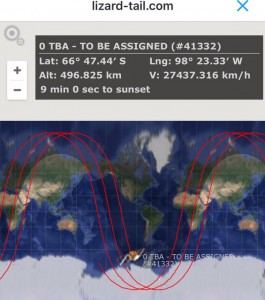 lizard-tail.com
0 TBA - TO BE ASSIGNED (#41332)
Lat: 66° 47.44′ S Lng: 98° 23.33′ W
Alt: 496.825 km V: 27437.316 km/h
9 min 0 sec to sunset
+
−
0 TBA - TO BE ASSIGNED
(#41332)